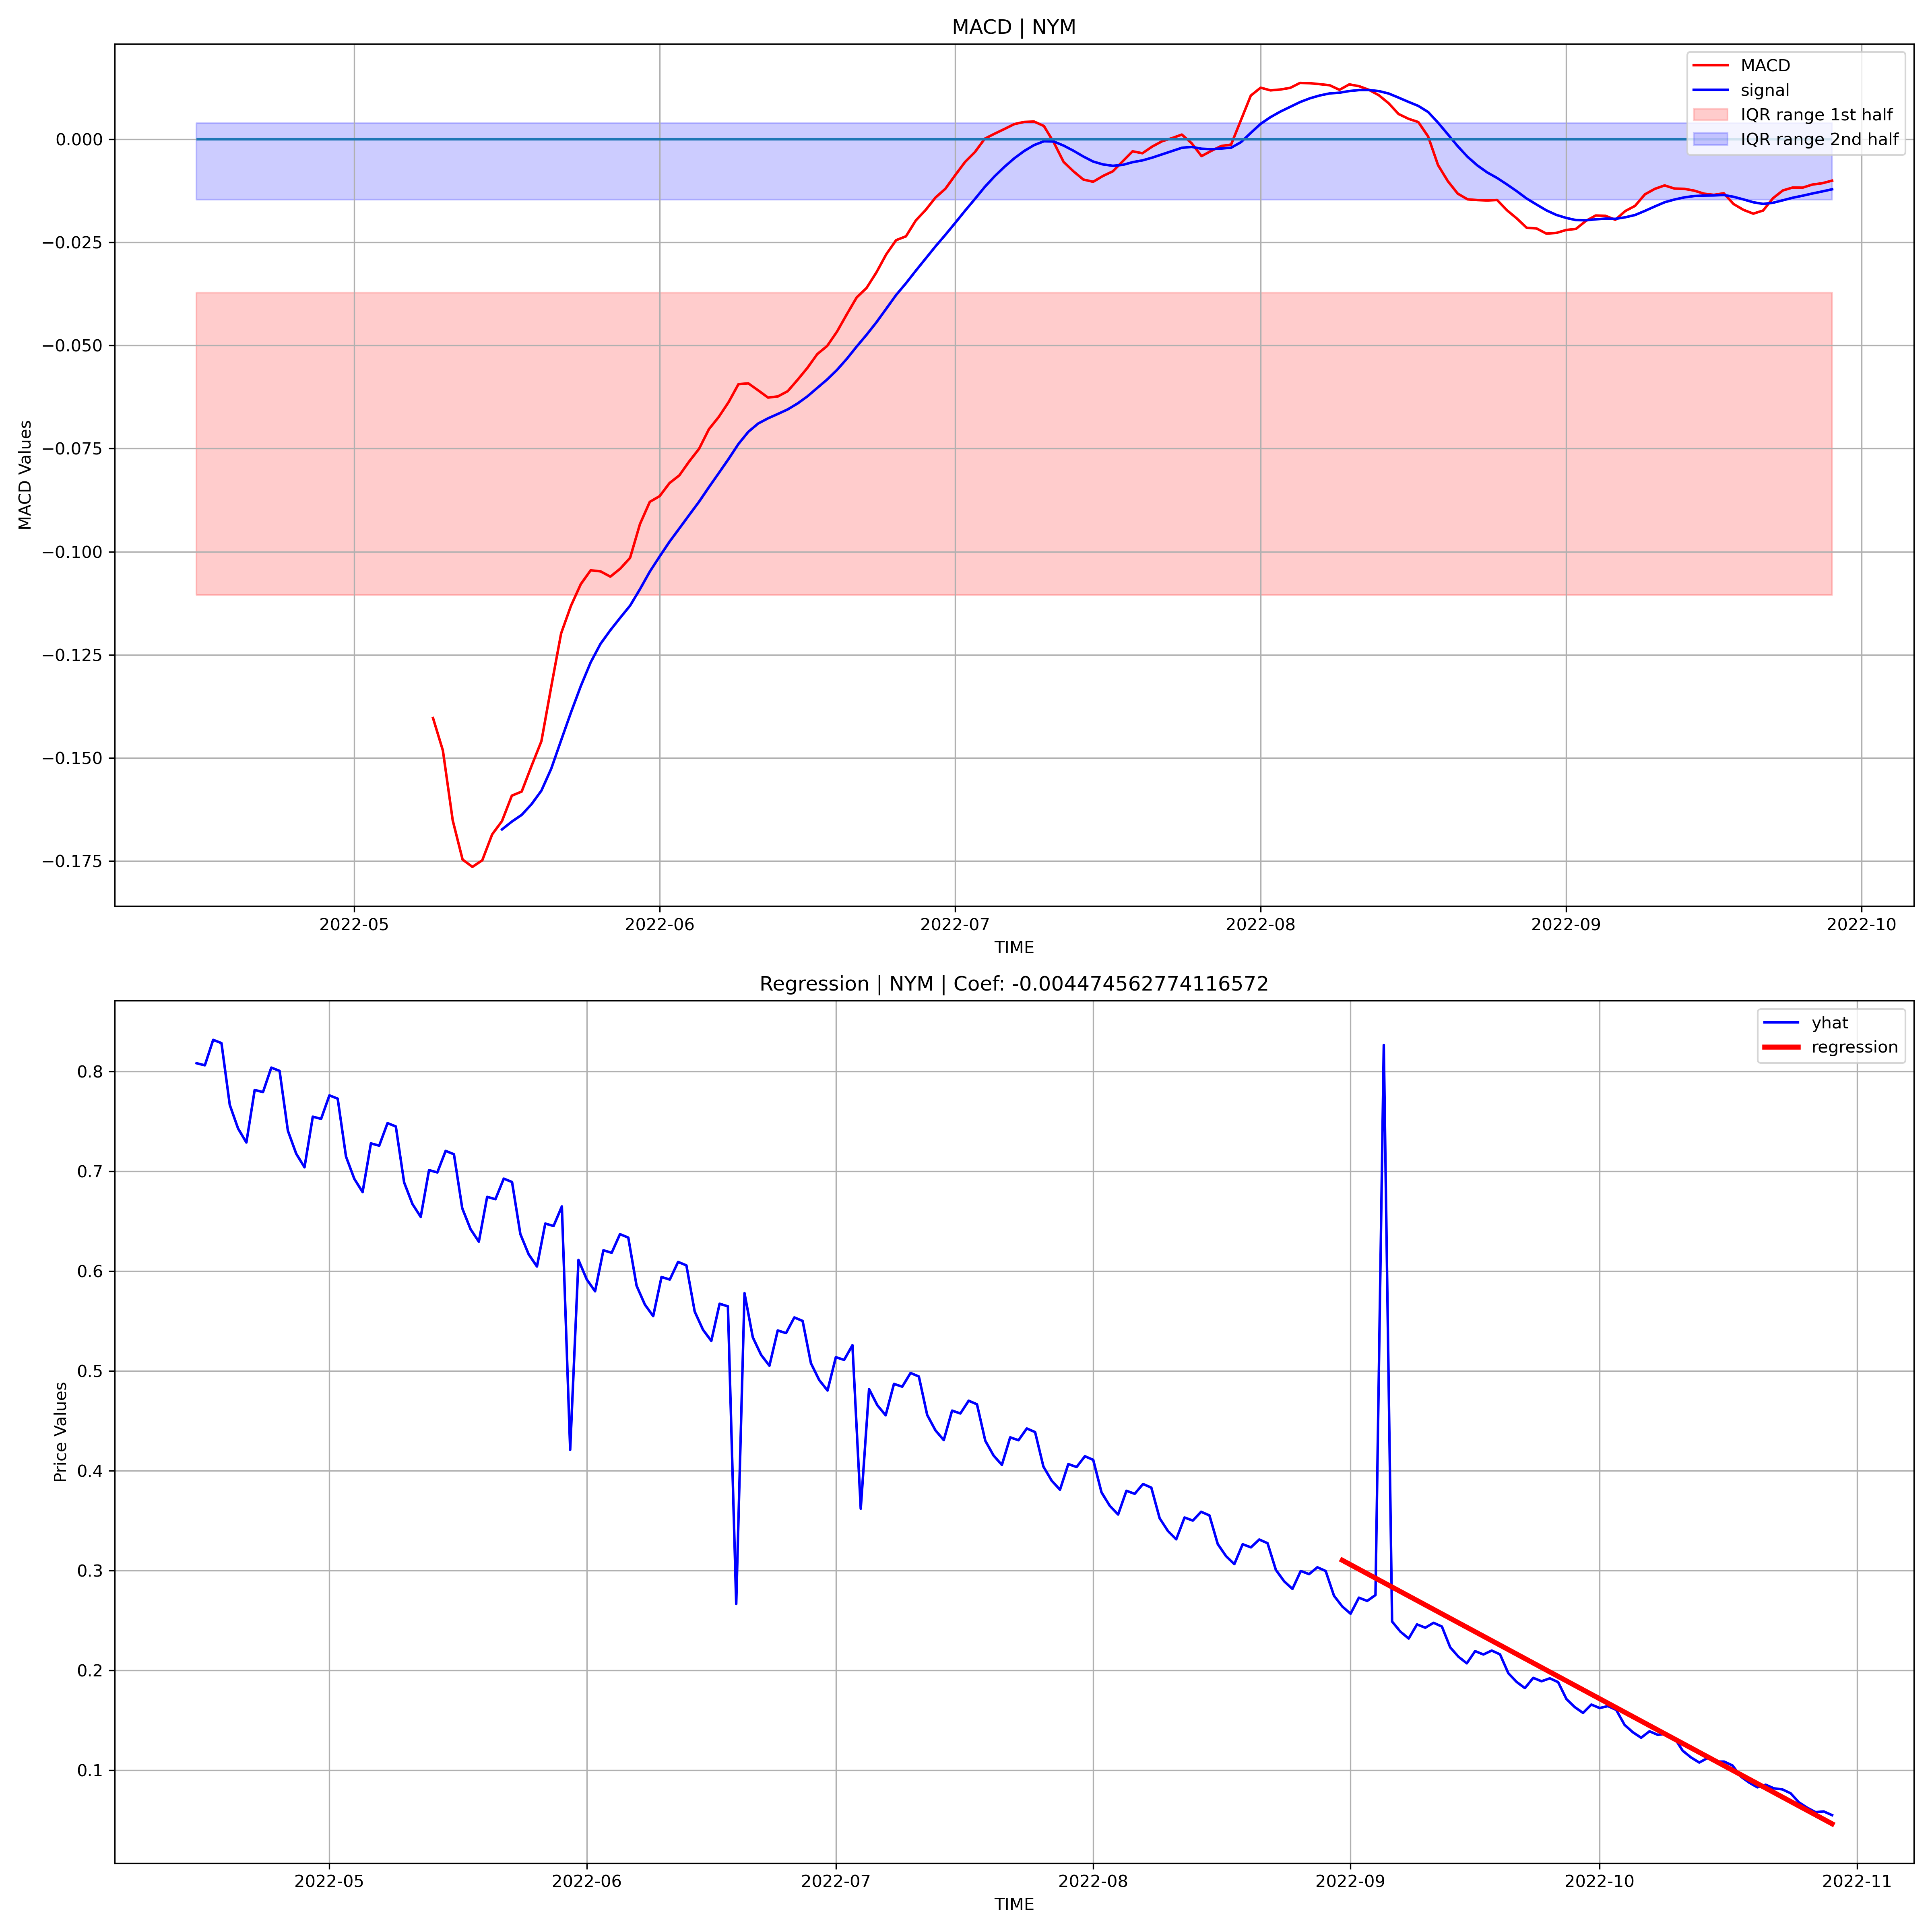 MACD | NYM
MACD
signal
IQR range 1st half
IQR range 2nd half
0.000
−0.025
−0.050
−0.075
−0.100
−0.125
−0.150
−0.175
MACD Values
2022-05 2022-06 2022-07 2022-08 2022-09 2022-10
TIME
Regression | NYM | Coef: -0.004474562774116572
yhat
regression
0.8
0.7
0.6
0.5
0.4
0.3
0.2
0.1
Price Values
2022-05 2022-06 2022-07 2022-08 2022-09 2022-10 2022-11
TIME